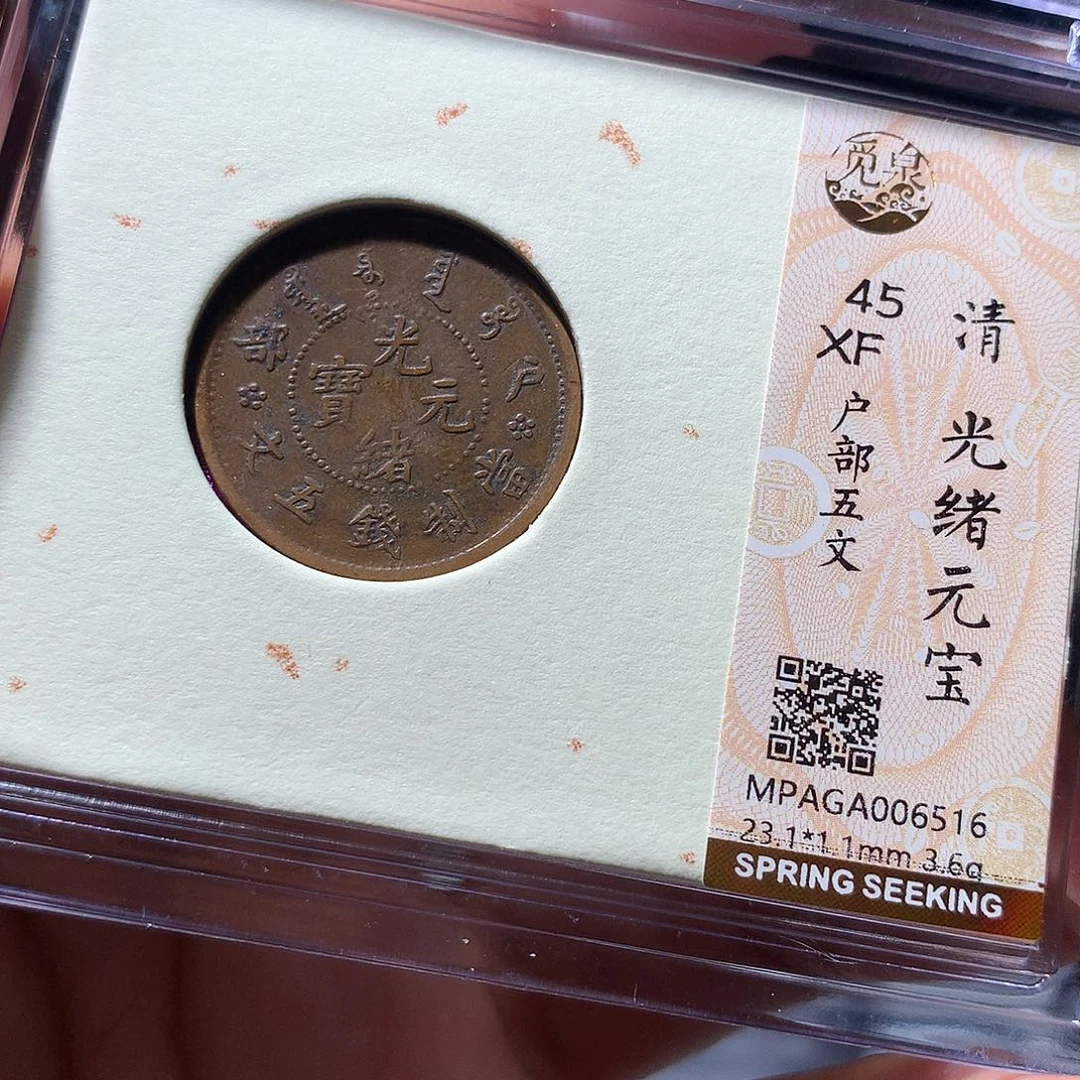 户部
光緒元寶
當制錢五文
觅泉
45
XF
清 光緒元宝
户部五文
MPAGA006516
23.1*1.1mm 3.6g
SPRING SEEKING